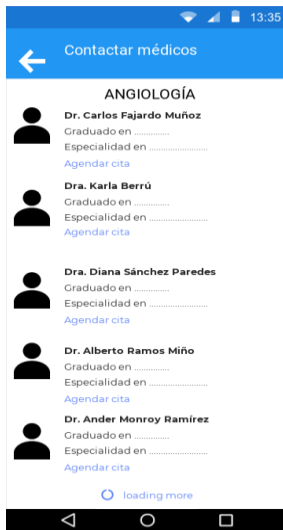 13:35
Contactar médicos
ANGIOLOGÍA
Dr. Carlos Fajardo Muñoz
Graduado en ...............
Especialidad en .........................
Agendar cita
Dra. Karla Berrú
Graduado en ...............
Especialidad en .........................
Agendar cita
Dra. Diana Sánchez Paredes
Graduado en ...............
Especialidad en .........................
Agendar cita
Dr. Alberto Ramos Miño
Graduado en ...............
Especialidad en .........................
Agendar cita
Dr. Ander Monroy Ramírez
Graduado en ...............
Especialidad en .........................
Agendar cita
loading more